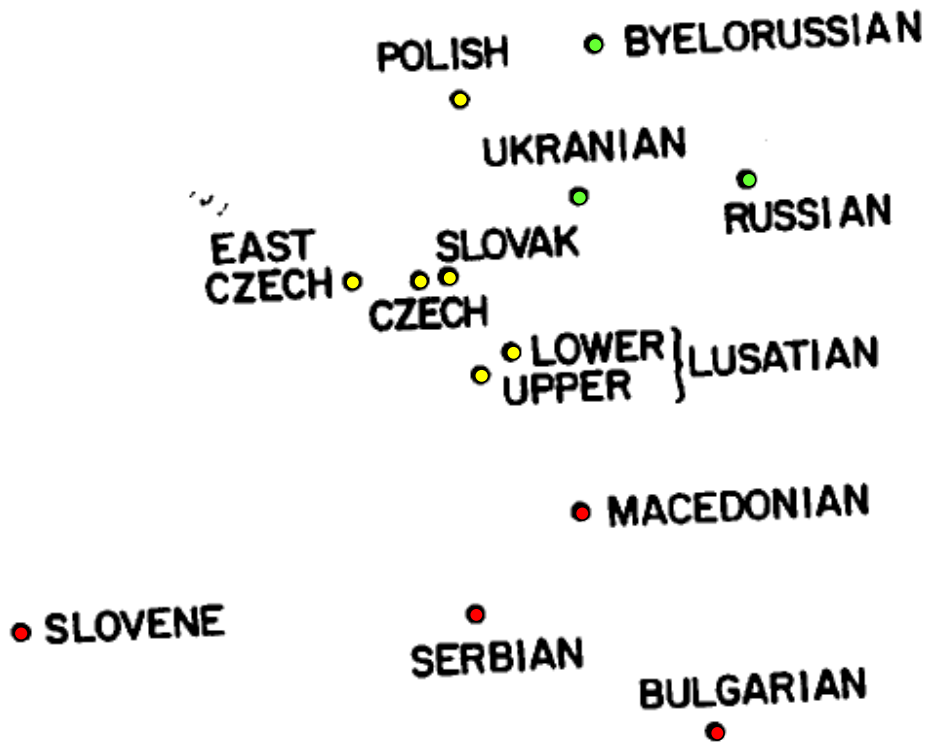 POLISH
BYELORUSSIAN
UKRANIAN
RUSSIAN
EAST
CZECH
SLOVAK
CZECH
LOWER
UPPER
LUSATIAN
MACEDONIAN
SLOVENE
SERBIAN
BULGARIAN